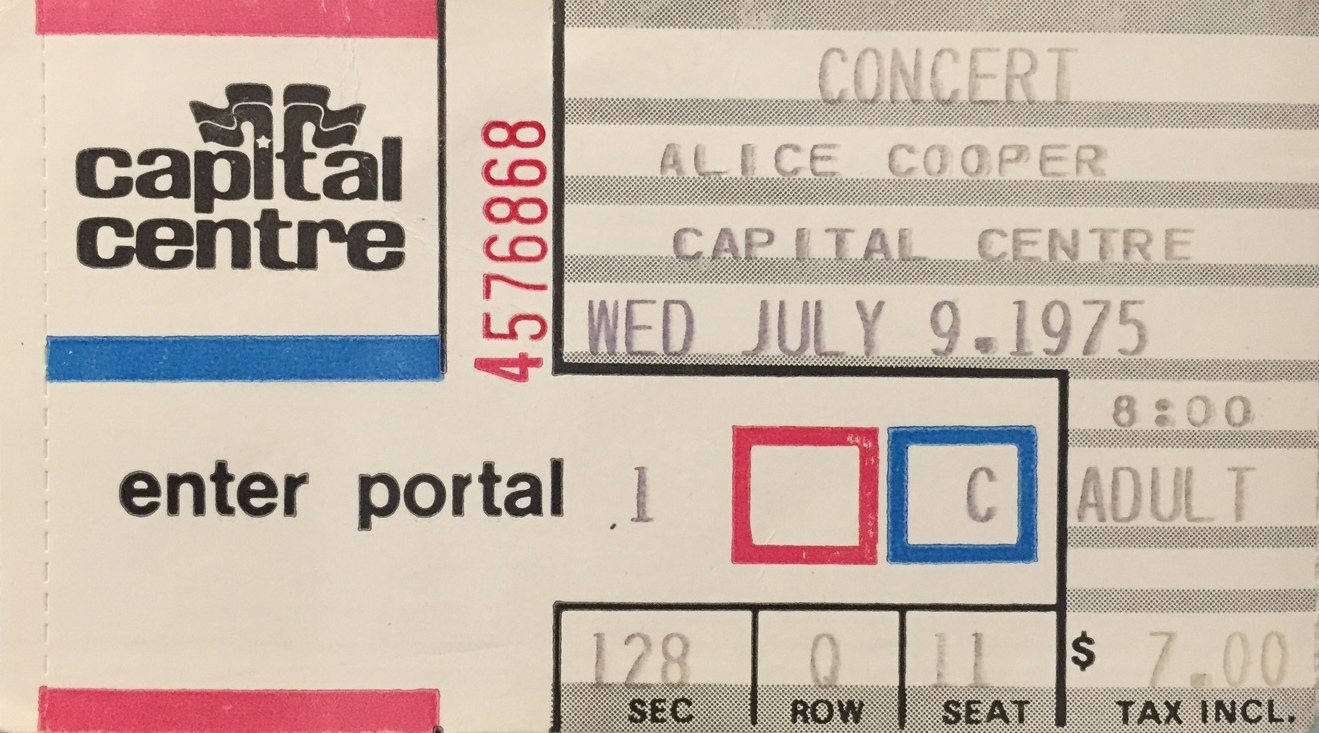 capital
centre
4576868
CONCERT
ALICE COOPER
CAPITAL CENTRE
WED JULY 9.1975
8:00
enter portal 1 C ADULT
128 Q 11 $ 7.00
SEC ROW SEAT TAX INCL.